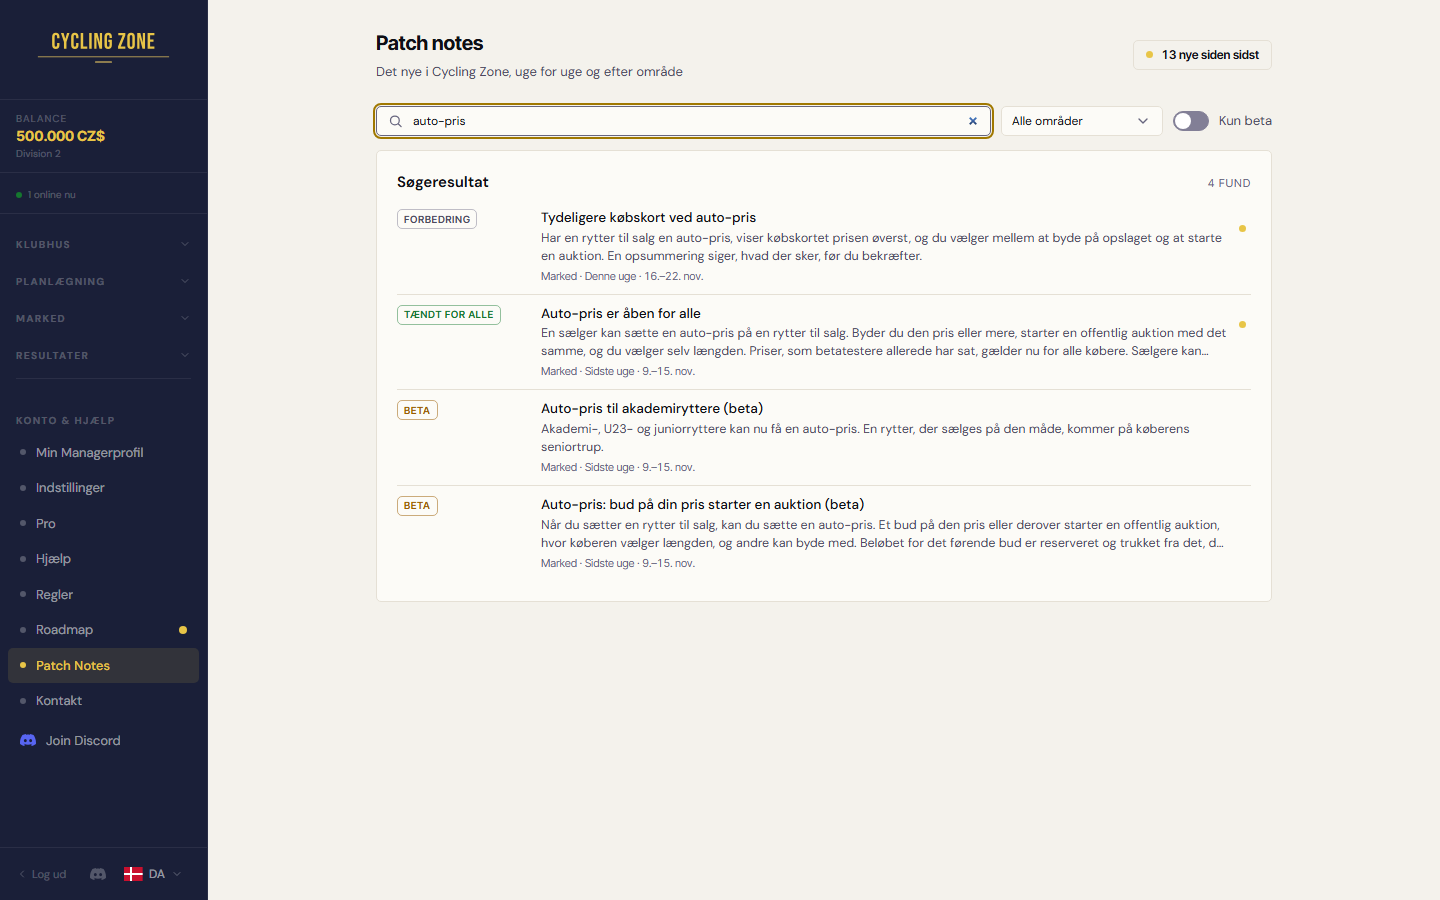 CYCLING ZONE
BALANCE
500.000 CZ$
Division 2
1 online nu
KLUBHUS
PLANLÆGNING
MARKED
RESULTATER
KONTO & HJÆLP
Min Managerprofil
Indstillinger
Pro
Hjælp
Regler
Roadmap
Patch Notes
Kontakt
Join Discord
Log ud
DA
Patch notes
Det nye i Cycling Zone, uge for uge og efter område
13 nye siden sidst
auto-pris
Alle områder
Kun beta
Søgeresultat
4 FUND
FORBEDRING
Tydeligere købskort ved auto-pris
Har en rytter til salg en auto-pris, viser købskortet prisen øverst, og du vælger mellem at byde på opslaget og at starte
en auktion. En opsummering siger, hvad der sker, før du bekræfter.
Marked · Denne uge · 16.–22. nov.
TÆNDT FOR ALLE
Auto-pris er åben for alle
En sælger kan sætte en auto-pris på en rytter til salg. Byder du den pris eller mere, starter en offentlig auktion med det
samme, og du vælger selv længden. Priser, som betatestere allerede har sat, gælder nu for alle købere. Sælgere kan…
Marked · Sidste uge · 9.–15. nov.
BETA
Auto-pris til akademiryttere (beta)
Akademi-, U23- og juniorryttere kan nu få en auto-pris. En rytter, der sælges på den måde, kommer på køberens
seniortrup.
Marked · Sidste uge · 9.–15. nov.
BETA
Auto-pris: bud på din pris starter en auktion (beta)
Når du sætter en rytter til salg, kan du sætte en auto-pris. Et bud på den pris eller derover starter en offentlig auktion,
hvor køberen vælger længden, og andre kan byde med. Beløbet for det førende bud er reserveret og trukket fra det, d…
Marked · Sidste uge · 9.–15. nov.